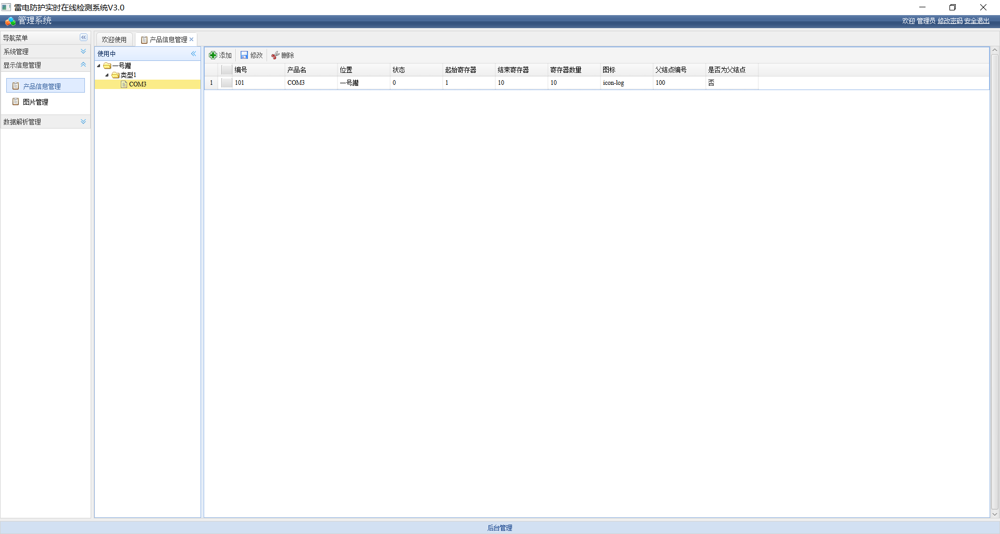 雷电防护实时在线检测系统V3.0
管理系统
欢迎 管理员 修改密码 安全退出
导航菜单
系统管理
显示信息管理
产品信息管理
图片管理
数据解析管理
欢迎使用
产品信息管理
使用中
一号罐
类型1
COM3
添加 修改 删除
编号 产品名 位置 状态 起始寄存器 结束寄存器 寄存器数量 图标 父结点编号 是否为父结点
1 101 COM3 一号罐 0 1 10 10 icon-log 100 否
后台管理